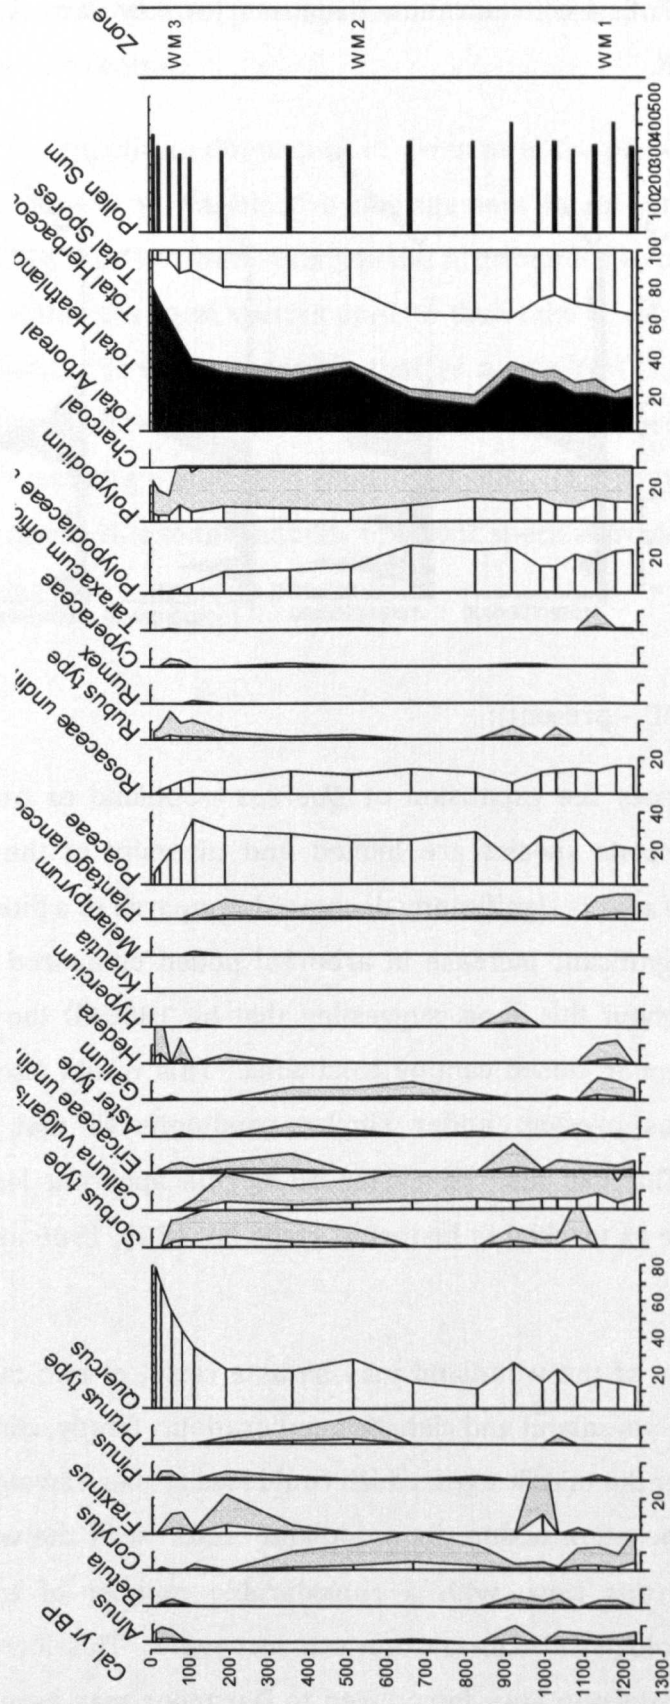 Cal. yr BP
Alnus
Betula
Corylus
Fraxinus
Pinus
Prunus type
Quercus
Sorbus type
Calluna vulgaris
Ericaceae undif.
Aster type
Galium
Hedera
Hypercium
Knautia
Melampyrum
Plantago lanceo
Poaceae
Rosaceae undif.
Rubus type
Rumex
Cyperaceae
Taraxacum offic.
Polypodiaceae
Polypodium
Charcoal
Total Arboreal
Total Heathland
Total Herbaceo
Total Spores
Pollen Sum
Zone
0
100
200
300
400
500
600
700
800
900
1000
1100
1200
1300
WM 3
WM 2
WM 1
20
20 40 60 80
20 40
20
20
20
20 40 60 80 100
100200300400500